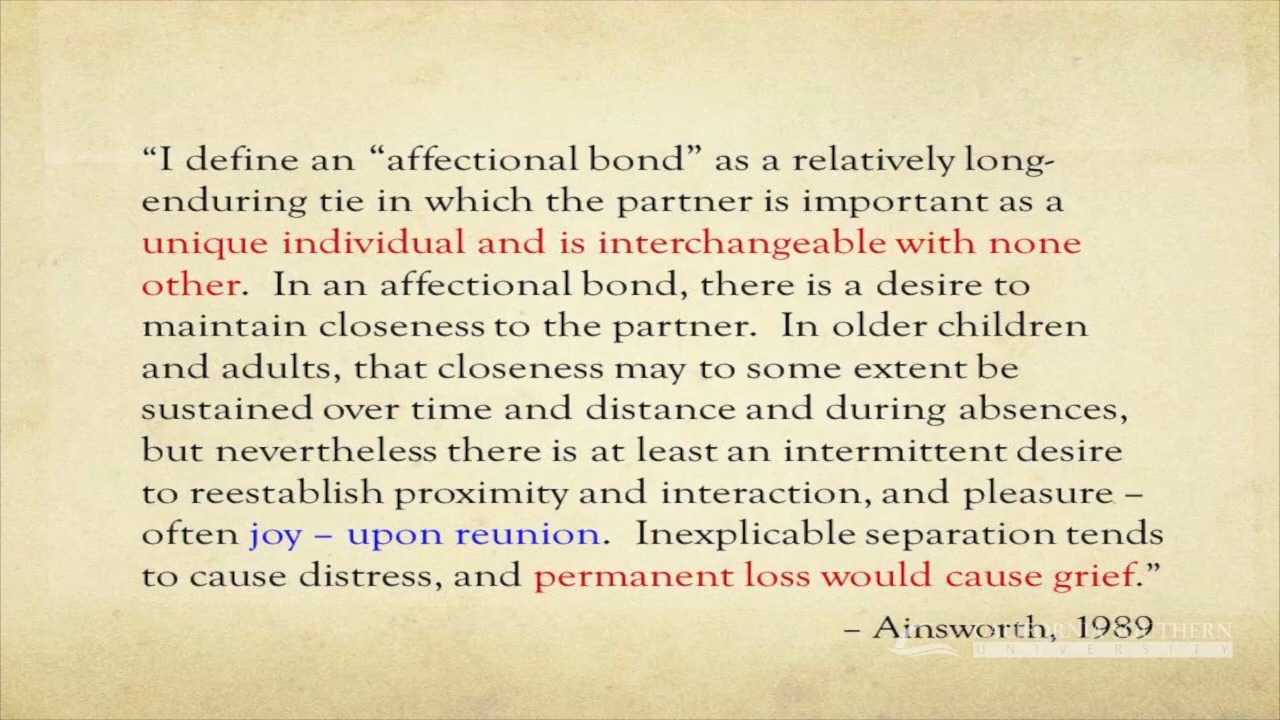 “I define an “affectional bond” as a relatively long-
enduring tie in which the partner is important as a
unique individual and is interchangeable with none
other.  In an affectional bond, there is a desire to
maintain closeness to the partner.  In older children
and adults, that closeness may to some extent be
sustained over time and distance and during absences,
but nevertheless there is at least an intermittent desire
to reestablish proximity and interaction, and pleasure –
often joy – upon reunion.  Inexplicable separation tends
to cause distress, and permanent loss would cause grief.”
– Ainsworth, 1989
UNIVERSITY